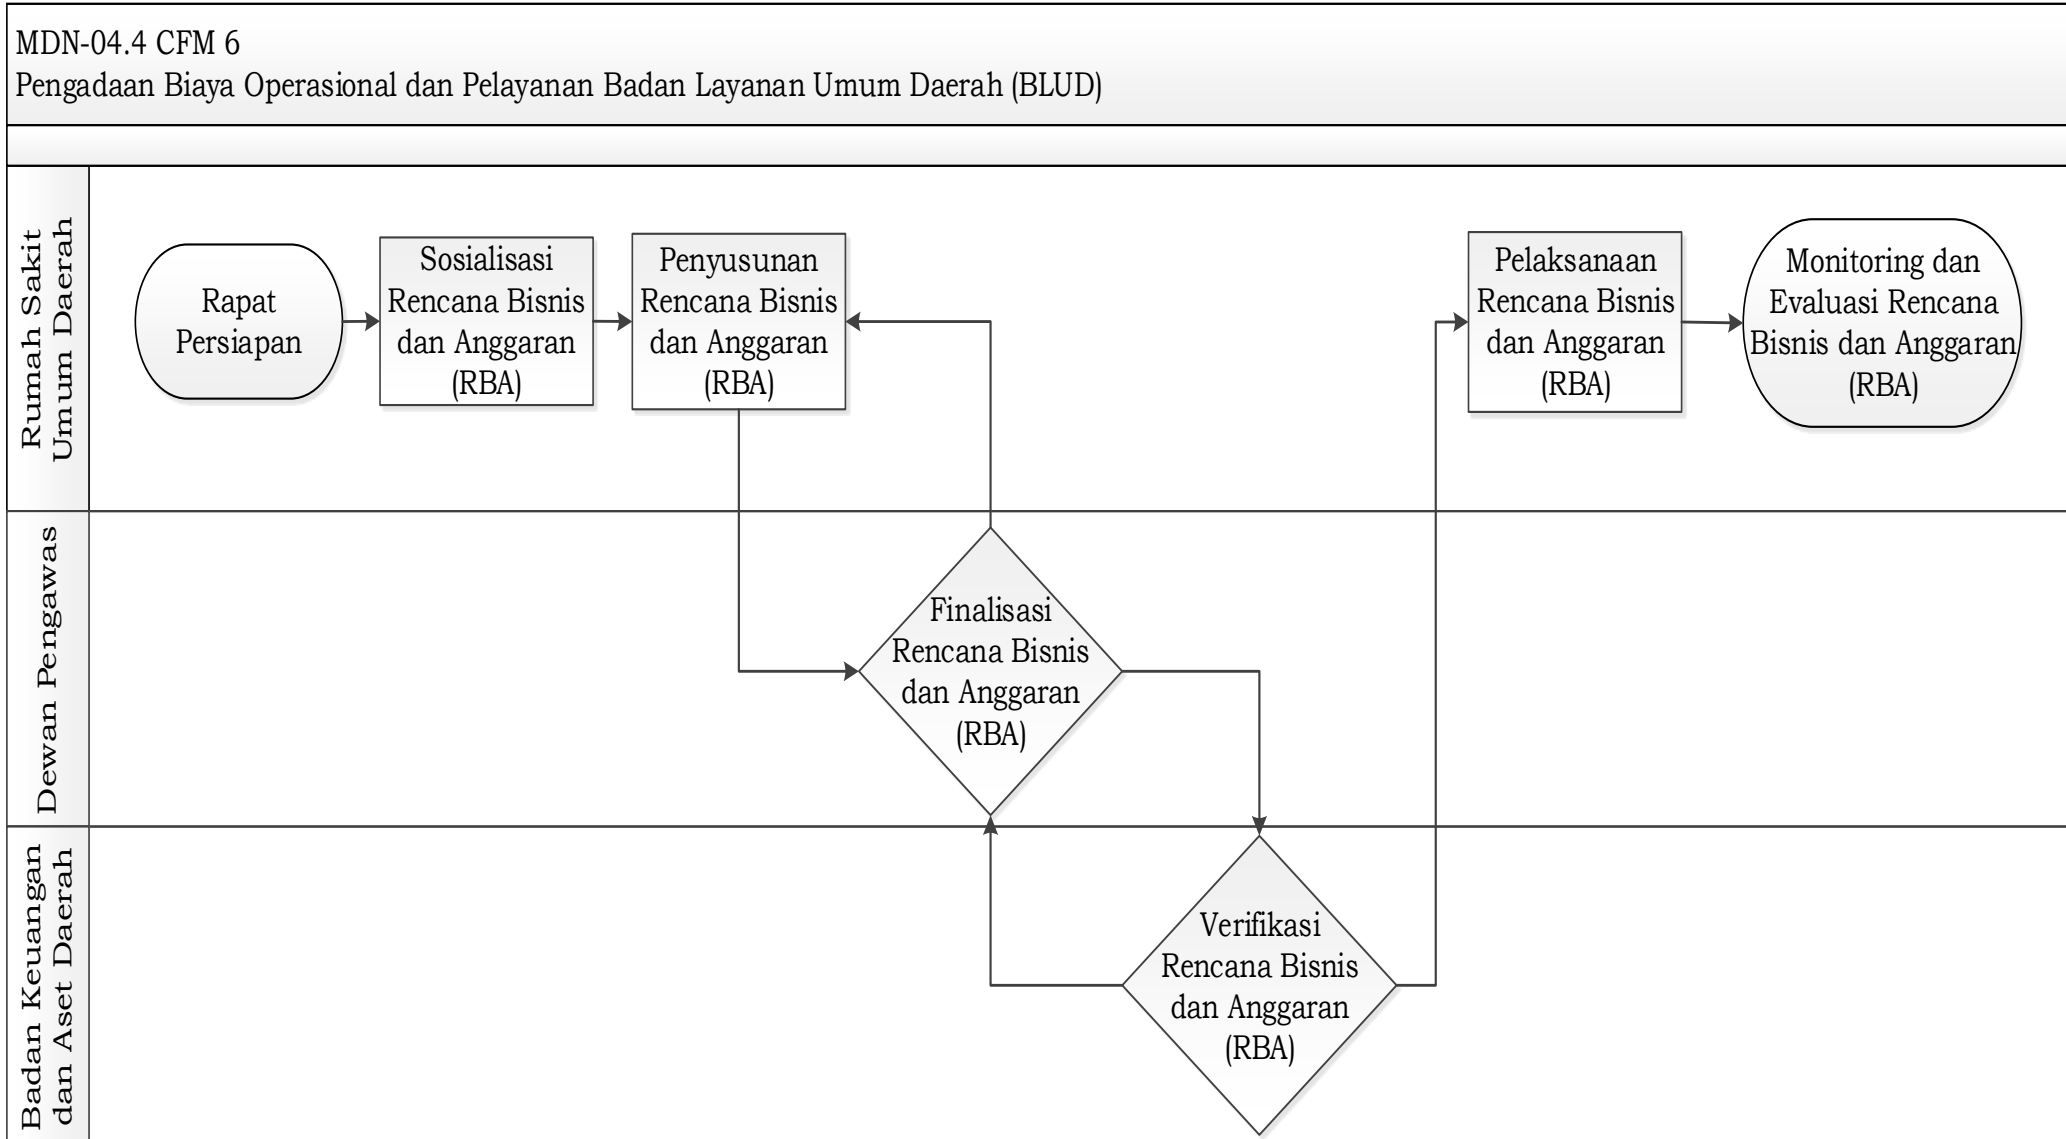 MDN-04.4 CFM 6
Pengadaan Biaya Operasional dan Pelayanan Badan Layanan Umum Daerah (BLUD)
Rumah Sakit
Umum Daerah
Rapat
Persiapan
Sosialisasi
Rencana Bisnis
dan Anggaran
(RBA)
Penyusunan
Rencana Bisnis
dan Anggaran
(RBA)
Pelaksanaan
Rencana Bisnis
dan Anggaran
(RBA)
Monitoring dan
Evaluasi Rencana
Bisnis dan Anggaran
(RBA)
Dewan Pengawas
Finalisasi
Rencana Bisnis
dan Anggaran
(RBA)
Badan Keuangan
dan Aset Daerah
Verifikasi
Rencana Bisnis
dan Anggaran
(RBA)